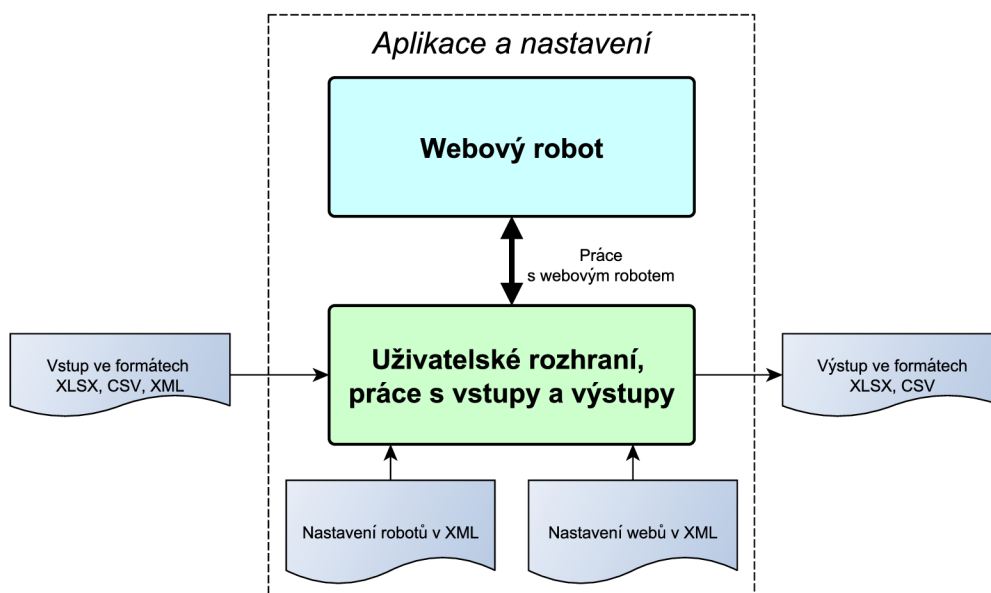 Aplikace a nastavení
Webový robot
Práce
s webovým robotem
Vstup ve formátech
XLSX, CSV, XML
Uživatelské rozhraní,
práce s vstupy a výstupy
Výstup ve formátech
XLSX, CSV
Nastavení robotů v XML
Nastavení webů v XML